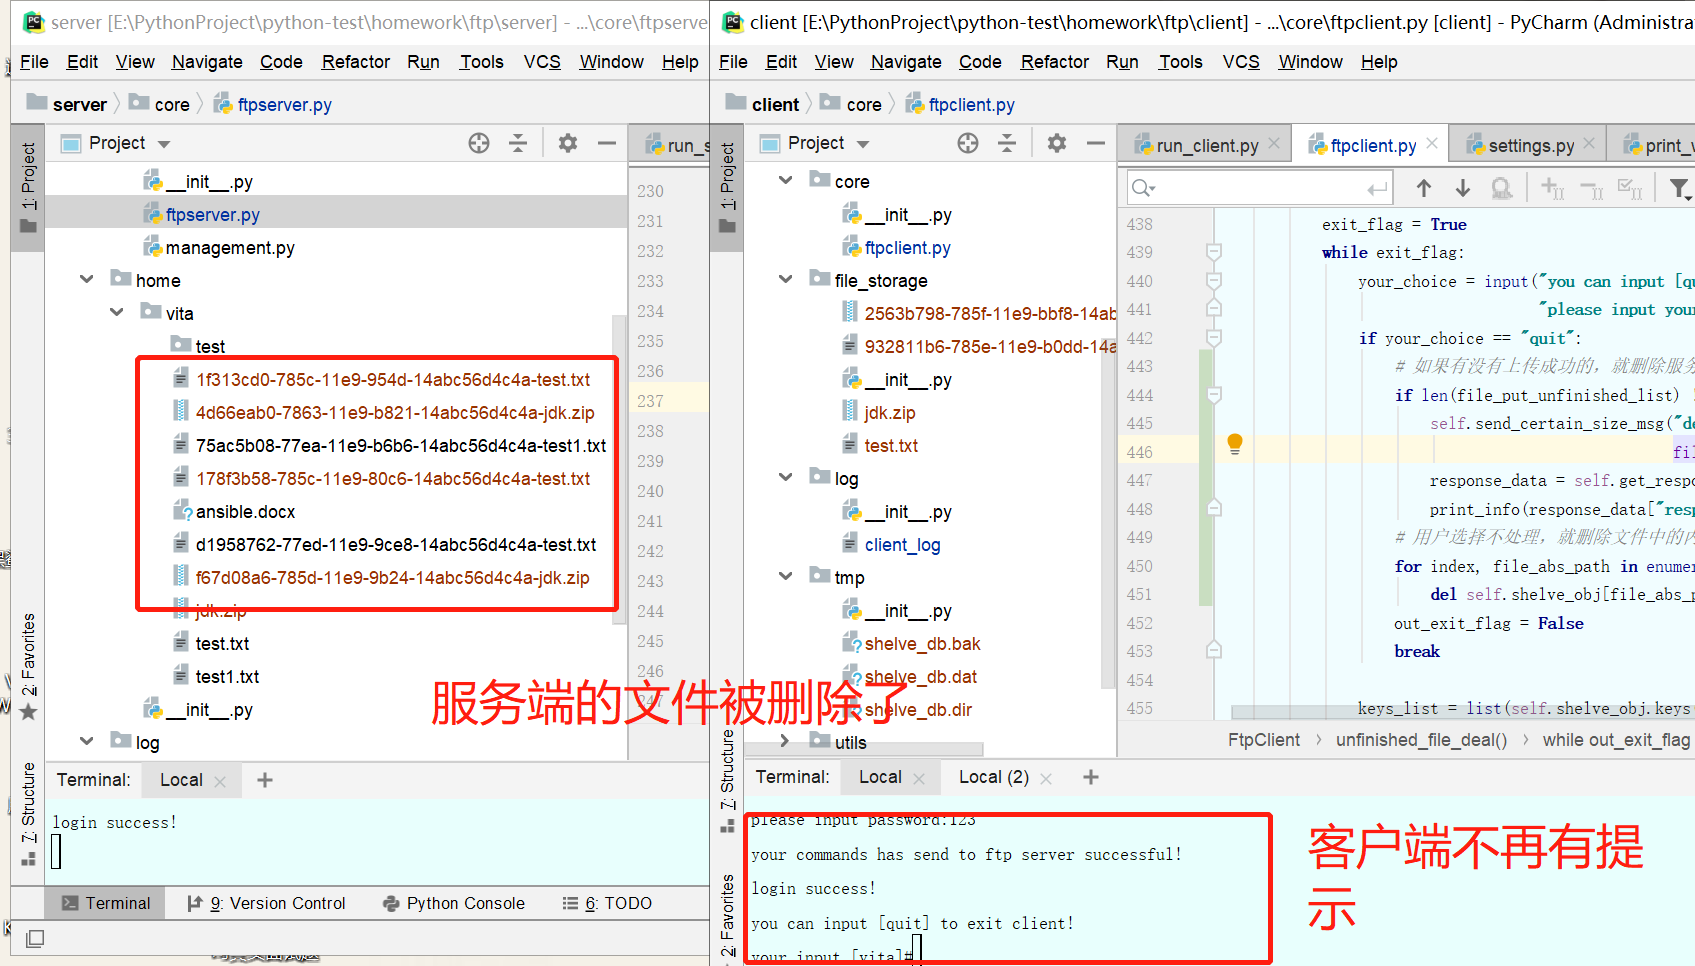 server [E:\PythonProject\python-test\homework\ftp\server] - ...\core\ftpserve
File Edit View Navigate Code Refactor Run Tools VCS Window Help
server core ftpserver.py
Project
run_s
1: Project
__init__.py
ftpserver.py
management.py
home
vita
test
1f313cd0-785c-11e9-954d-14abc56d4c4a-test.txt
4d66eab0-7863-11e9-b821-14abc56d4c4a-jdk.zip
75ac5b08-77ea-11e9-b6b6-14abc56d4c4a-test1.txt
178f3b58-785c-11e9-80c6-14abc56d4c4a-test.txt
ansible.docx
d1958762-77ed-11e9-9ce8-14abc56d4c4a-test.txt
f67d08a6-785d-11e9-9b24-14abc56d4c4a-jdk.zip
jdk.zip
test.txt
test1.txt
__init__.py
log
230
231
232
233
234
235
236
237
238
239
240
241
242
243
244
245
246
247
服务端的文件被删除了
2: Favorites
7: Structure
Terminal: Local
login success!
Terminal 9: Version Control Python Console 6: TODO
client [E:\PythonProject\python-test\homework\ftp\client] - ...\core\ftpclient.py [client] - PyCharm (Administra
File Edit View Navigate Code Refactor Run Tools VCS Window Help
client core ftpclient.py
Project
run_client.py ftpclient.py settings.py print_
1: Project
core
__init__.py
ftpclient.py
file_storage
2563b798-785f-11e9-bbf8-14ab
932811b6-785e-11e9-b0dd-14a
__init__.py
jdk.zip
test.txt
log
__init__.py
client_log
tmp
__init__.py
shelve_db.bak
shelve_db.dat
shelve_db.dir
utils
438 exit_flag = True
439 while exit_flag:
440 your_choice = input("you can input [qu
441 "please input your
442 if your_choice == "quit":
443 # 如果有没有上传成功的，就删除服务
444 if len(file_put_unfinished_list)
445 self.send_certain_size_msg("de
446 fil
447 response_data = self.get_respo
448 print_info(response_data["resp
449 # 用户选择不处理，就删除文件中的内
450 for index, file_abs_path in enumer
451 del self.shelve_obj[file_abs_p
452 out_exit_flag = False
453 break
454
455 keys_list = list(self.shelve_obj.keys
FtpClient unfinished_file_deal() while out_exit_flag
7: Structure
2: Favorites
Terminal: Local Local (2)
please input password:123
your commands has send to ftp server successful!
login success!
you can input [quit] to exit client!
your input [vita]#
客户端不再有提
示